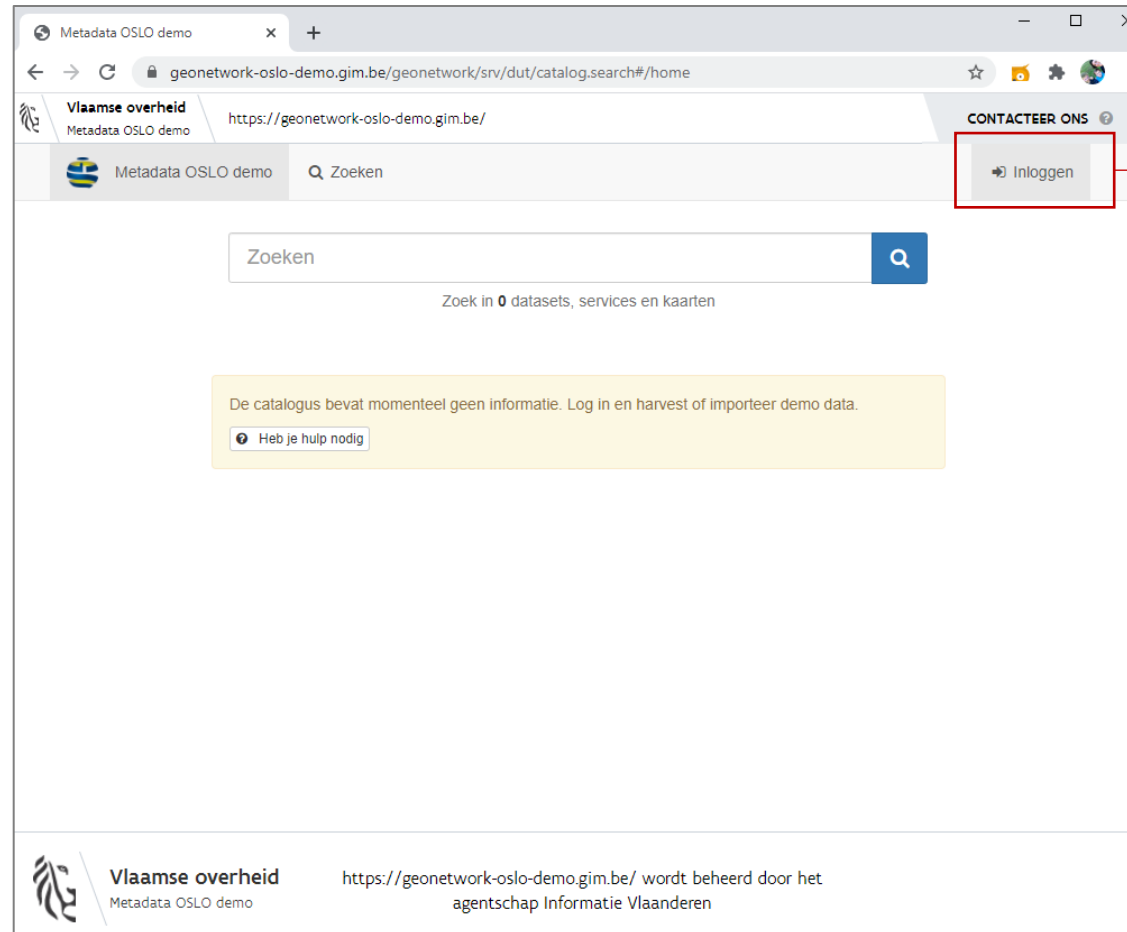 Metadata OSLO demo
geonetwork-oslo-demo.gim.be/geonetwork/srv/dut/catalog.search#/home
Vlaamse overheid
Metadata OSLO demo
https://geonetwork-oslo-demo.gim.be/
CONTACTEER ONS
Metadata OSLO demo
Zoeken
Inloggen
Zoeken
Zoek in 0 datasets, services en kaarten
De catalogus bevat momenteel geen informatie. Log in en harvest of importeer demo data.
Heb je hulp nodig
Vlaamse overheid
Metadata OSLO demo
https://geonetwork-oslo-demo.gim.be/ wordt beheerd door het
agentschap Informatie Vlaanderen